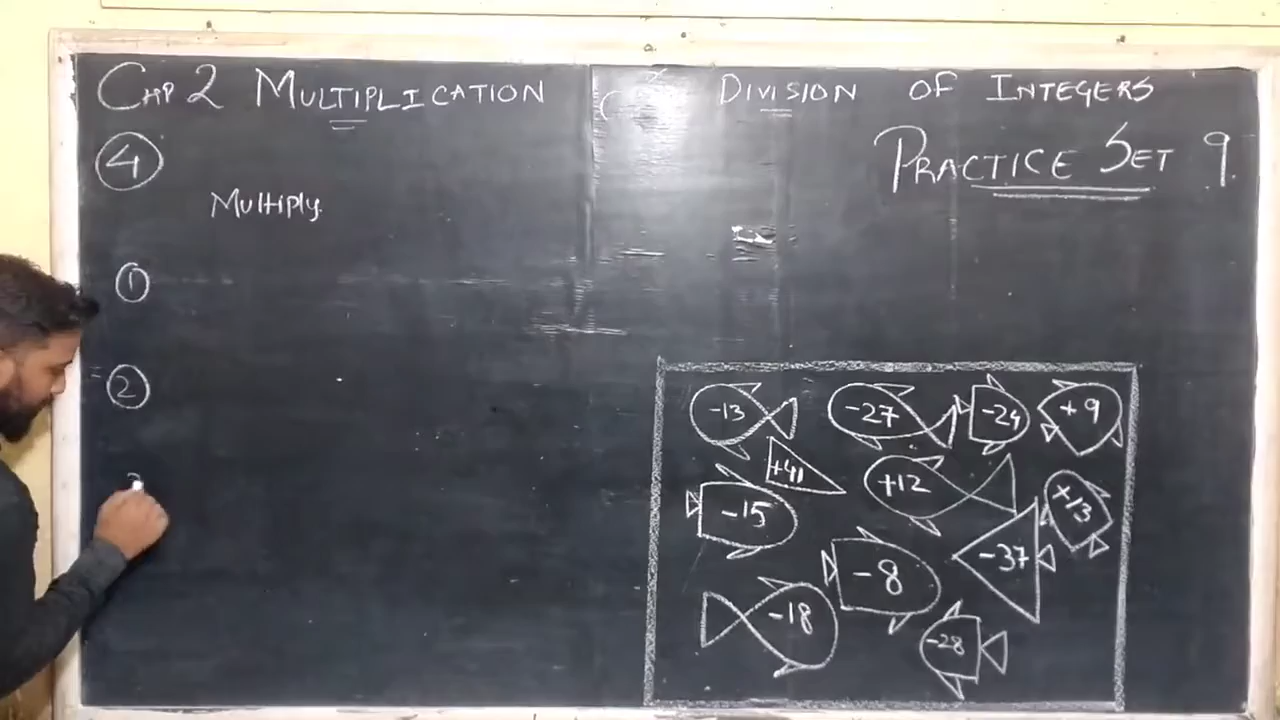 CHP 2 MULTIPLICATION DIVISION OF INTEGERS
PRACTICE SET 9
4
Multiply.
1
2
-13 -27 -24 +9
+41
-15 +12
-8 -37
-18 -28